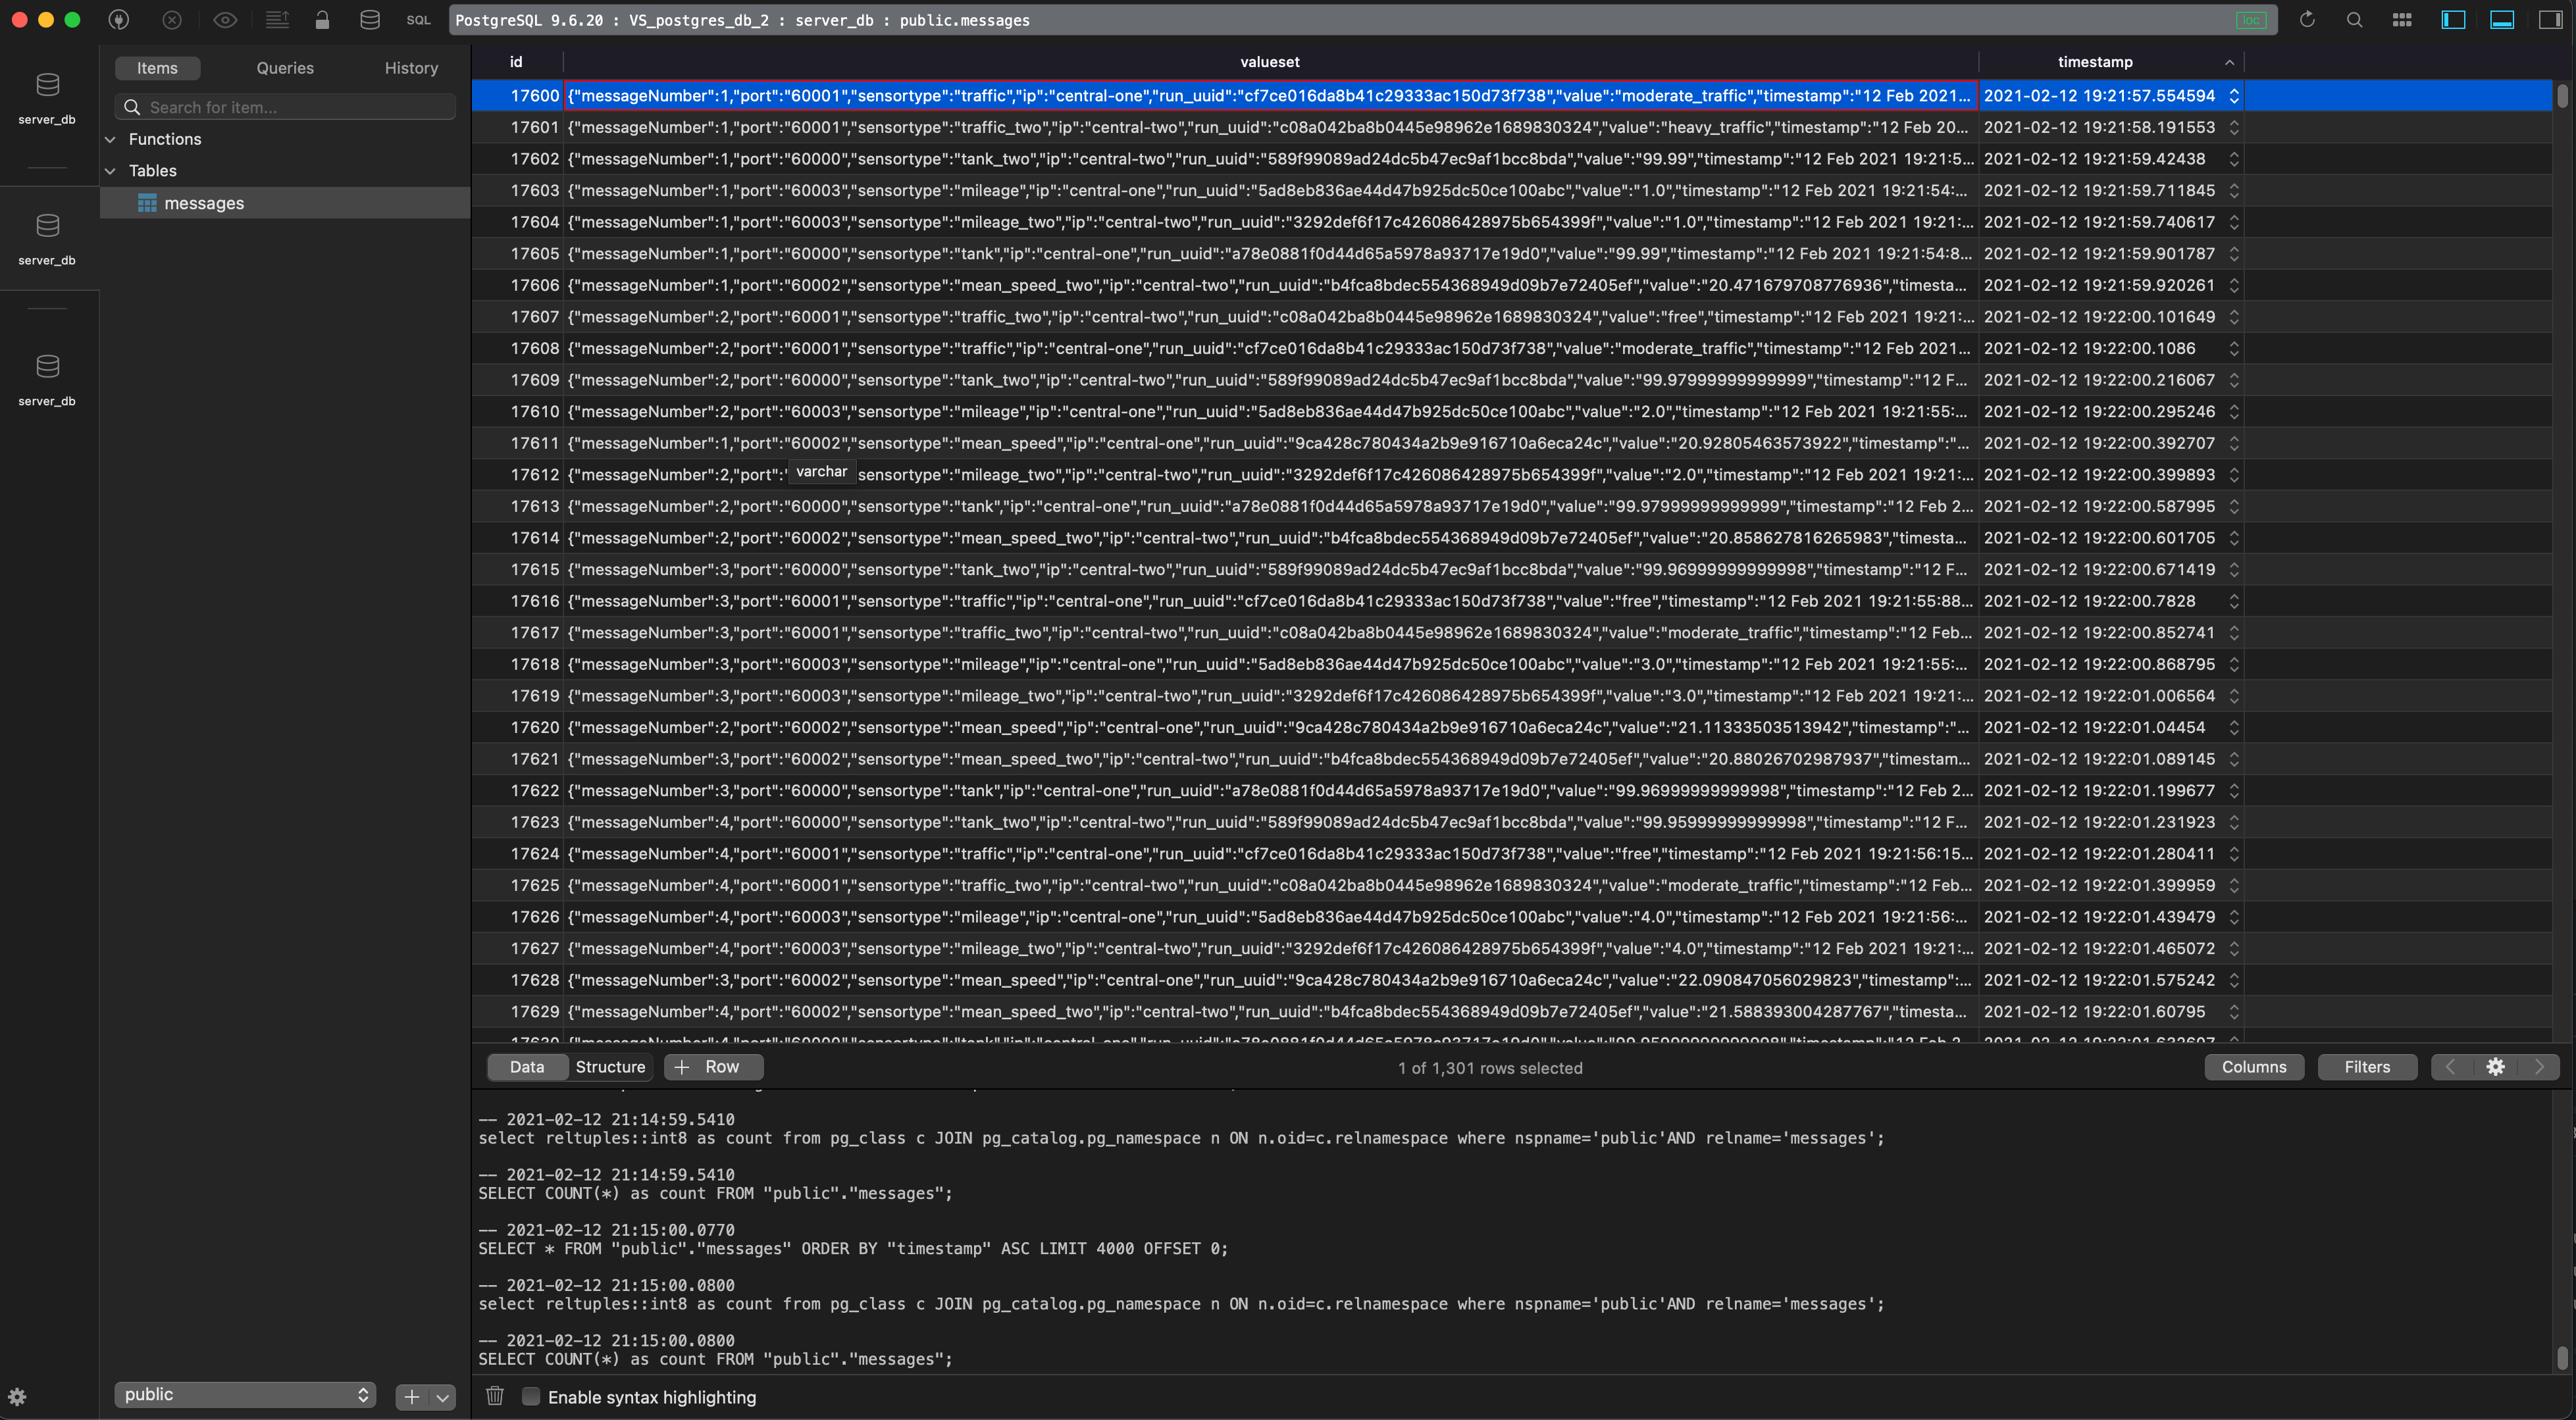 SQL
PostgreSQL 9.6.20 : VS_postgres_db_2 : server_db : public.messages
loc
server_db
server_db
server_db
Items Queries History
Search for item...
Functions
Tables
messages
public
id valueset timestamp
17600 {"messageNumber":1,"port":"60001","sensortype":"traffic","ip":"central-one","run_uuid":"cf7ce016da8b41c29333ac150d73f738","value":"moderate_traffic","timestamp":"12 Feb 2021... 2021-02-12 19:21:57.554594
17601 {"messageNumber":1,"port":"60001","sensortype":"traffic_two","ip":"central-two","run_uuid":"c08a042ba8b0445e98962e1689830324","value":"heavy_traffic","timestamp":"12 Feb 20... 2021-02-12 19:21:58.191553
17602 {"messageNumber":1,"port":"60000","sensortype":"tank_two","ip":"central-two","run_uuid":"589f99089ad24dc5b47ec9af1bcc8bda","value":"99.99","timestamp":"12 Feb 2021 19:21:5... 2021-02-12 19:21:59.42438
17603 {"messageNumber":1,"port":"60003","sensortype":"mileage","ip":"central-one","run_uuid":"5ad8eb836ae44d47b925dc50ce100abc","value":"1.0","timestamp":"12 Feb 2021 19:21:54:... 2021-02-12 19:21:59.711845
17604 {"messageNumber":1,"port":"60003","sensortype":"mileage_two","ip":"central-two","run_uuid":"3292def6f17c426086428975b654399f","value":"1.0","timestamp":"12 Feb 2021 19:21:... 2021-02-12 19:21:59.740617
17605 {"messageNumber":1,"port":"60000","sensortype":"tank","ip":"central-one","run_uuid":"a78e0881f0d44d65a5978a93717e19d0","value":"99.99","timestamp":"12 Feb 2021 19:21:54:8... 2021-02-12 19:21:59.901787
17606 {"messageNumber":1,"port":"60002","sensortype":"mean_speed_two","ip":"central-two","run_uuid":"b4fca8bdec554368949d09b7e72405ef","value":"20.471679708776936","timesta... 2021-02-12 19:21:59.920261
17607 {"messageNumber":2,"port":"60001","sensortype":"traffic_two","ip":"central-two","run_uuid":"c08a042ba8b0445e98962e1689830324","value":"free","timestamp":"12 Feb 2021 19:21:... 2021-02-12 19:22:00.101649
17608 {"messageNumber":2,"port":"60001","sensortype":"traffic","ip":"central-one","run_uuid":"cf7ce016da8b41c29333ac150d73f738","value":"moderate_traffic","timestamp":"12 Feb 2021... 2021-02-12 19:22:00.1086
17609 {"messageNumber":2,"port":"60000","sensortype":"tank_two","ip":"central-two","run_uuid":"589f99089ad24dc5b47ec9af1bcc8bda","value":"99.97999999999999","timestamp":"12 F... 2021-02-12 19:22:00.216067
17610 {"messageNumber":2,"port":"60003","sensortype":"mileage","ip":"central-one","run_uuid":"5ad8eb836ae44d47b925dc50ce100abc","value":"2.0","timestamp":"12 Feb 2021 19:21:55:... 2021-02-12 19:22:00.295246
17611 {"messageNumber":1,"port":"60002","sensortype":"mean_speed","ip":"central-one","run_uuid":"9ca428c780434a2b9e916710a6eca24c","value":"20.92805463573922","timestamp":"... 2021-02-12 19:22:00.392707
17612 {"messageNumber":2,"port":" varchar sensortype":"mileage_two","ip":"central-two","run_uuid":"3292def6f17c426086428975b654399f","value":"2.0","timestamp":"12 Feb 2021 19:21:... 2021-02-12 19:22:00.399893
17613 {"messageNumber":2,"port":"60000","sensortype":"tank","ip":"central-one","run_uuid":"a78e0881f0d44d65a5978a93717e19d0","value":"99.97999999999999","timestamp":"12 Feb 2... 2021-02-12 19:22:00.587995
17614 {"messageNumber":2,"port":"60002","sensortype":"mean_speed_two","ip":"central-two","run_uuid":"b4fca8bdec554368949d09b7e72405ef","value":"20.858627816265983","timesta... 2021-02-12 19:22:00.601705
17615 {"messageNumber":3,"port":"60000","sensortype":"tank_two","ip":"central-two","run_uuid":"589f99089ad24dc5b47ec9af1bcc8bda","value":"99.96999999999998","timestamp":"12 F... 2021-02-12 19:22:00.671419
17616 {"messageNumber":3,"port":"60001","sensortype":"traffic","ip":"central-one","run_uuid":"cf7ce016da8b41c29333ac150d73f738","value":"free","timestamp":"12 Feb 2021 19:21:55:88... 2021-02-12 19:22:00.7828
17617 {"messageNumber":3,"port":"60001","sensortype":"traffic_two","ip":"central-two","run_uuid":"c08a042ba8b0445e98962e1689830324","value":"moderate_traffic","timestamp":"12 Feb... 2021-02-12 19:22:00.852741
17618 {"messageNumber":3,"port":"60003","sensortype":"mileage","ip":"central-one","run_uuid":"5ad8eb836ae44d47b925dc50ce100abc","value":"3.0","timestamp":"12 Feb 2021 19:21:55:... 2021-02-12 19:22:00.868795
17619 {"messageNumber":3,"port":"60003","sensortype":"mileage_two","ip":"central-two","run_uuid":"3292def6f17c426086428975b654399f","value":"3.0","timestamp":"12 Feb 2021 19:21:... 2021-02-12 19:22:01.006564
17620 {"messageNumber":2,"port":"60002","sensortype":"mean_speed","ip":"central-one","run_uuid":"9ca428c780434a2b9e916710a6eca24c","value":"21.11333503513942","timestamp":"... 2021-02-12 19:22:01.04454
17621 {"messageNumber":3,"port":"60002","sensortype":"mean_speed_two","ip":"central-two","run_uuid":"b4fca8bdec554368949d09b7e72405ef","value":"20.88026702987937","timestam... 2021-02-12 19:22:01.089145
17622 {"messageNumber":3,"port":"60000","sensortype":"tank","ip":"central-one","run_uuid":"a78e0881f0d44d65a5978a93717e19d0","value":"99.96999999999998","timestamp":"12 Feb 2... 2021-02-12 19:22:01.199677
17623 {"messageNumber":4,"port":"60000","sensortype":"tank_two","ip":"central-two","run_uuid":"589f99089ad24dc5b47ec9af1bcc8bda","value":"99.95999999999998","timestamp":"12 F... 2021-02-12 19:22:01.231923
17624 {"messageNumber":4,"port":"60001","sensortype":"traffic","ip":"central-one","run_uuid":"cf7ce016da8b41c29333ac150d73f738","value":"free","timestamp":"12 Feb 2021 19:21:56:15... 2021-02-12 19:22:01.280411
17625 {"messageNumber":4,"port":"60001","sensortype":"traffic_two","ip":"central-two","run_uuid":"c08a042ba8b0445e98962e1689830324","value":"moderate_traffic","timestamp":"12 Feb... 2021-02-12 19:22:01.399959
17626 {"messageNumber":4,"port":"60003","sensortype":"mileage","ip":"central-one","run_uuid":"5ad8eb836ae44d47b925dc50ce100abc","value":"4.0","timestamp":"12 Feb 2021 19:21:56:... 2021-02-12 19:22:01.439479
17627 {"messageNumber":4,"port":"60003","sensortype":"mileage_two","ip":"central-two","run_uuid":"3292def6f17c426086428975b654399f","value":"4.0","timestamp":"12 Feb 2021 19:21:... 2021-02-12 19:22:01.465072
17628 {"messageNumber":3,"port":"60002","sensortype":"mean_speed","ip":"central-one","run_uuid":"9ca428c780434a2b9e916710a6eca24c","value":"22.090847056029823","timestamp":... 2021-02-12 19:22:01.575242
17629 {"messageNumber":4,"port":"60002","sensortype":"mean_speed_two","ip":"central-two","run_uuid":"b4fca8bdec554368949d09b7e72405ef","value":"21.588393004287767","timesta... 2021-02-12 19:22:01.60795
Data Structure + Row 1 of 1,301 rows selected Columns Filters
-- 2021-02-12 21:14:59.5410
select reltuples::int8 as count from pg_class c JOIN pg_catalog.pg_namespace n ON n.oid=c.relnamespace where nspname='public'AND relname='messages';
-- 2021-02-12 21:14:59.5410
SELECT COUNT(*) as count FROM "public"."messages";
-- 2021-02-12 21:15:00.0770
SELECT * FROM "public"."messages" ORDER BY "timestamp" ASC LIMIT 4000 OFFSET 0;
-- 2021-02-12 21:15:00.0800
select reltuples::int8 as count from pg_class c JOIN pg_catalog.pg_namespace n ON n.oid=c.relnamespace where nspname='public'AND relname='messages';
-- 2021-02-12 21:15:00.0800
SELECT COUNT(*) as count FROM "public"."messages";
Enable syntax highlighting